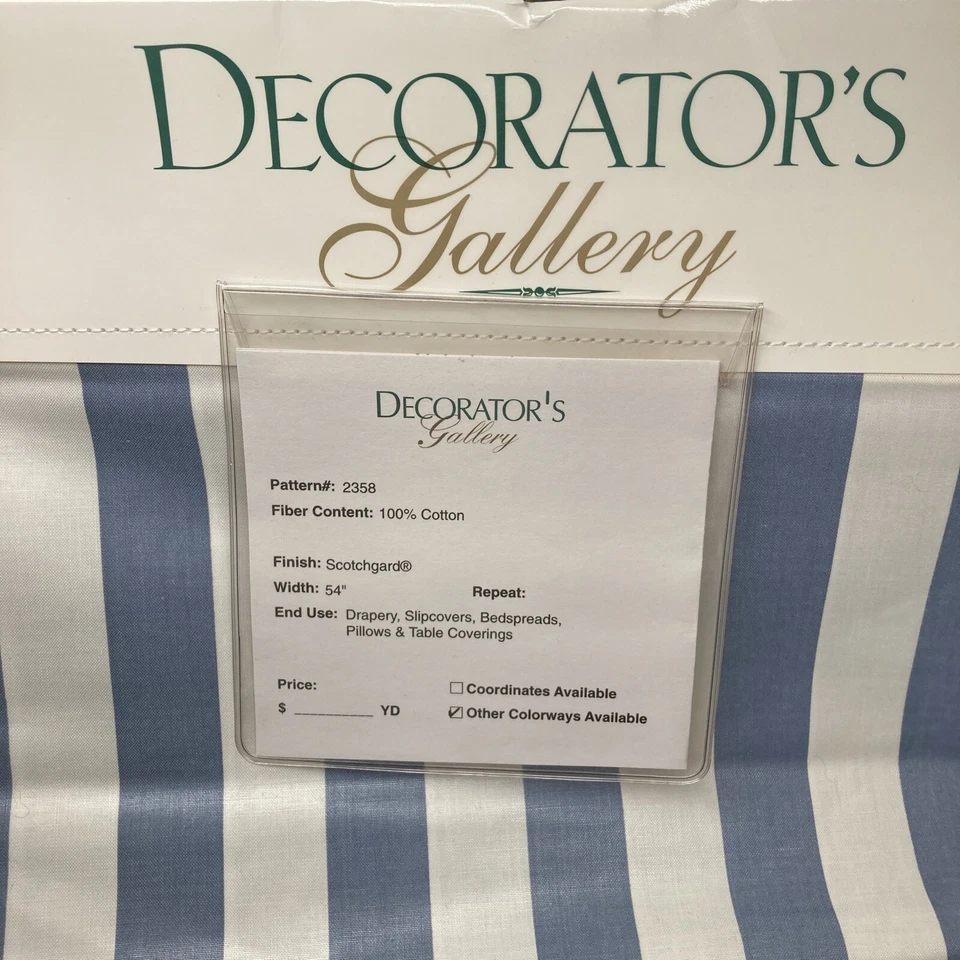 DECORATOR'S
Gallery
DECORATOR'S
Gallery
Pattern#: 2358
Fiber Content: 100% Cotton
Finish: Scotchgard®
Width: 54" Repeat:
End Use: Drapery, Slipcovers, Bedspreads,
Pillows & Table Coverings
Price: ☐ Coordinates Available
$ __________ YD ☑ Other Colorways Available